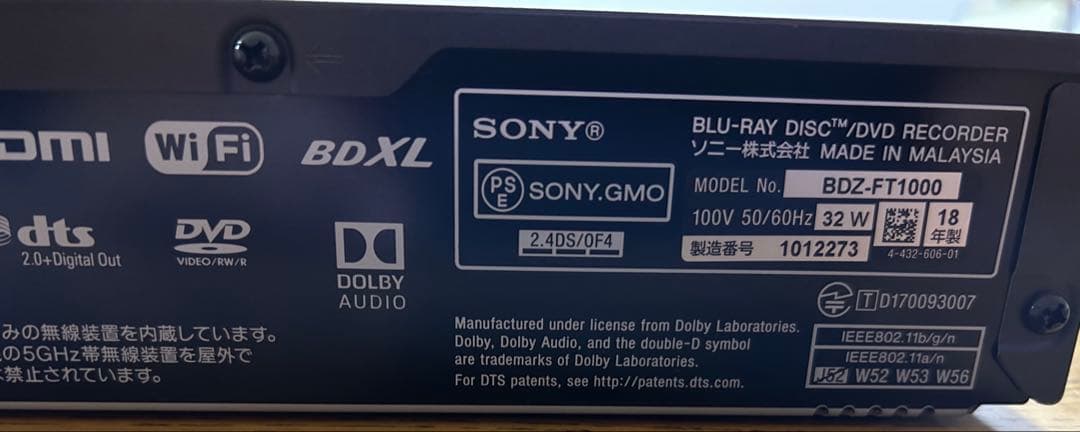 WiFi
BDXL
dts
2.0+Digital Out
DVD
VIDEO/RW/R
DOLBY
AUDIO
みの無線装置を内蔵しています。
の5GHz帯無線装置を屋外で
禁止されています。
SONY®
BLU-RAY DISC™/DVD RECORDER
ソニー株式会社 MADE IN MALAYSIA
PSE SONY.GMO
MODEL No. BDZ-FT1000
100V 50/60Hz 32 W
18年製
2.4DS/OF4
製造番号 1012273
4-432-606-01
T D170093007
Manufactured under license from Dolby Laboratories.
Dolby, Dolby Audio, and the double-D symbol
are trademarks of Dolby Laboratories.
For DTS patents, see http://patents.dts.com.
IEEE802.11b/g/n
IEEE802.11a/n
J52 W52 W53 W56